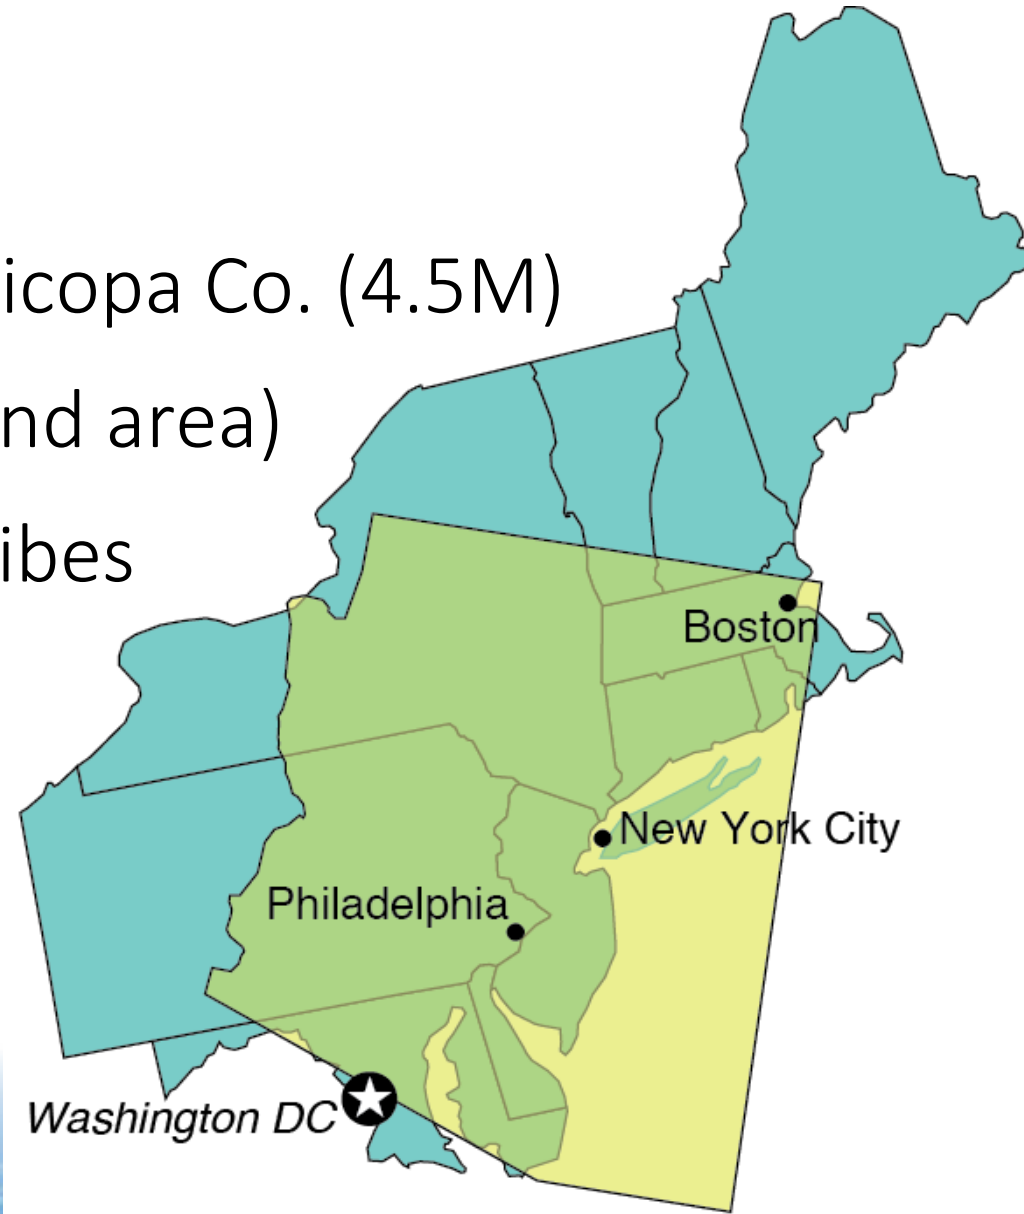 icopa Co. (4.5M)
nd area)
ibes
Boston
New York City
Philadelphia
Washington DC